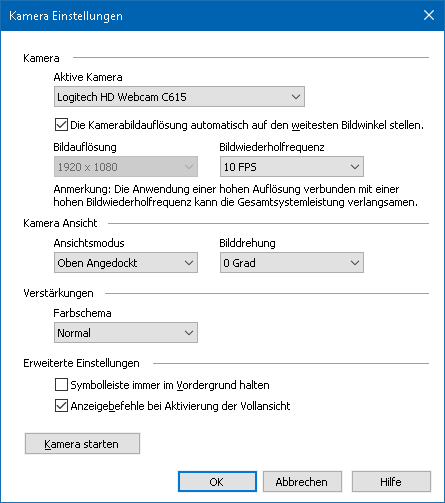 Kamera Einstellungen
Kamera
Aktive Kamera
Logitech HD Webcam C615
Die Kamerabildauflösung automatisch auf den weitesten Bildwinkel stellen.
Bildauflösung Bildwiederholfrequenz
1920 x 1080 10 FPS
Anmerkung: Die Anwendung einer hohen Auflösung verbunden mit einer
hohen Bildwiederholfrequenz kann die Gesamtsystemleistung verlangsamen.
Kamera Ansicht
Ansichtsmodus Bilddrehung
Oben Angedockt 0 Grad
Verstärkungen
Farbschema
Normal
Erweiterte Einstellungen
Symbolleiste immer im Vordergrund halten
Anzeigebefehle bei Aktivierung der Vollansicht
Kamera starten
OK Abbrechen Hilfe